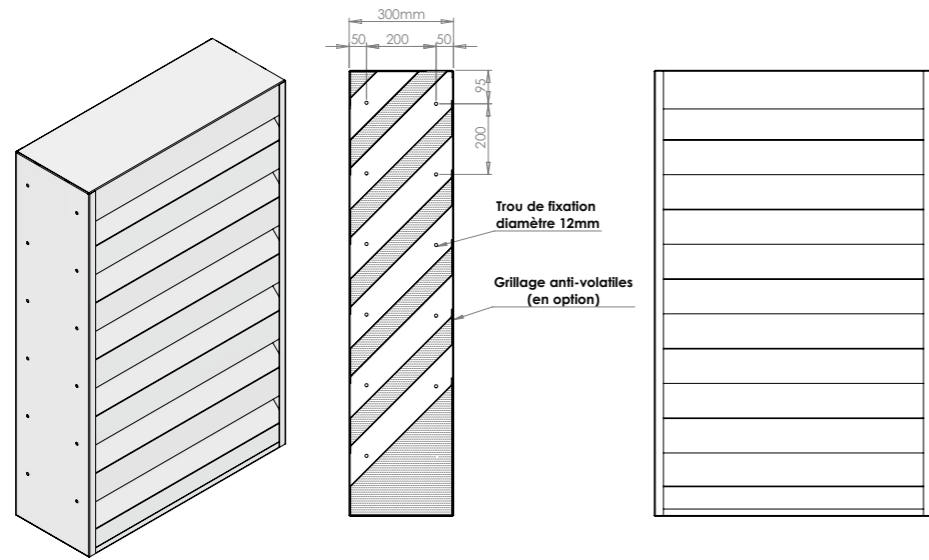 300mm
50 200 50
95
200
Trou de fixation
diamètre 12mm
Grillage anti-volatiles
(en option)